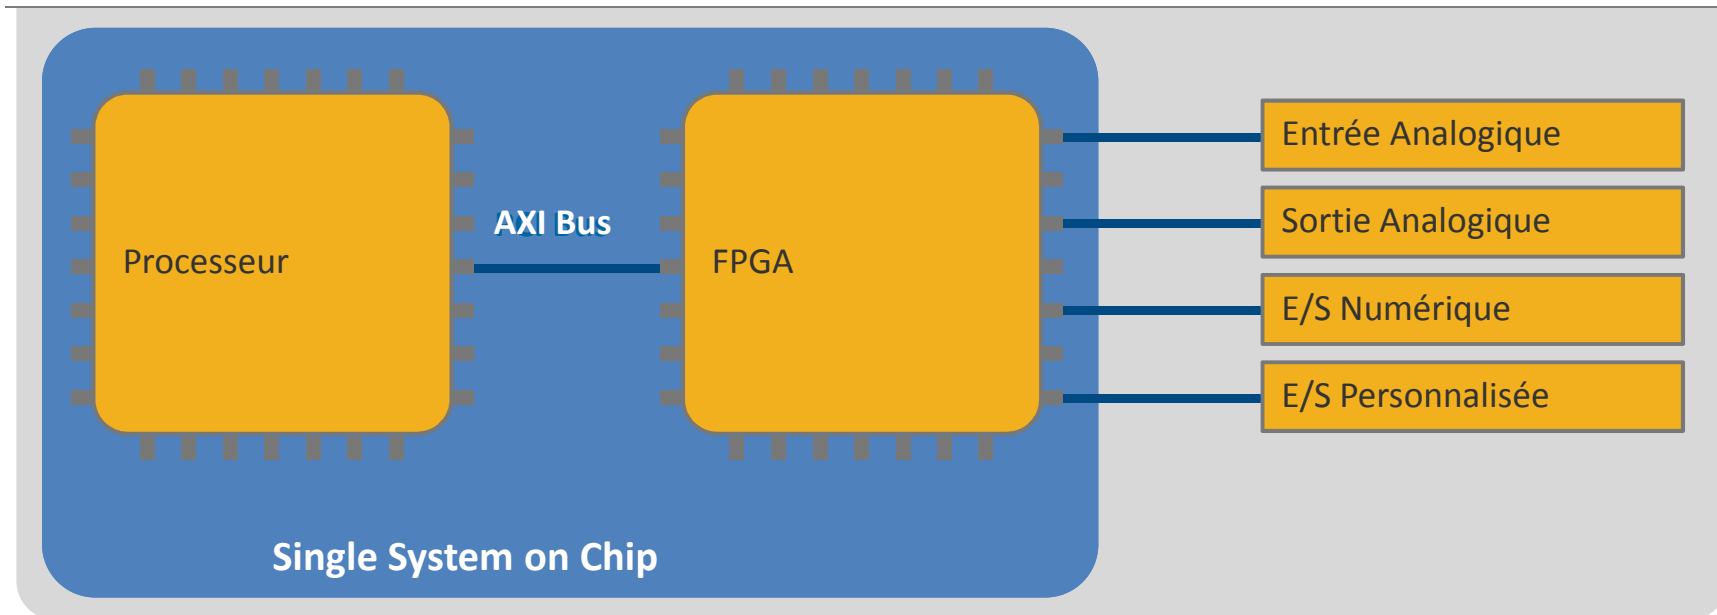 Processeur
AXI Bus
FPGA
Entrée Analogique
Sortie Analogique
E/S Numérique
E/S Personnalisée
Single System on Chip